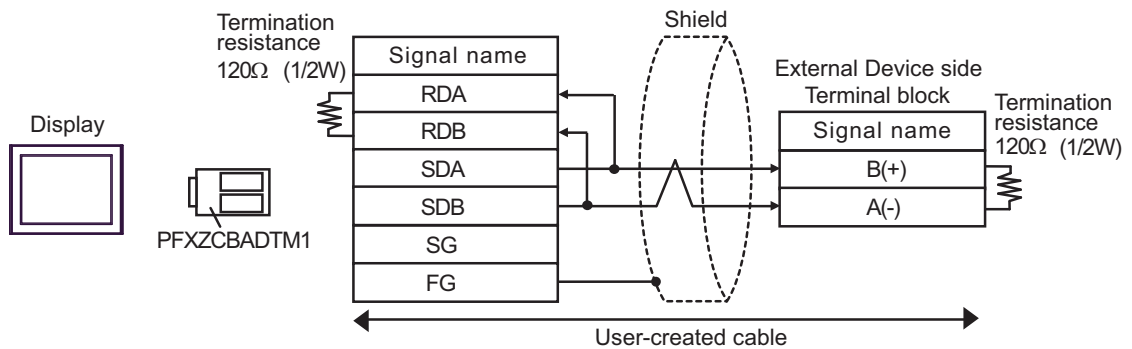 Display
PFXZCBADTM1
Termination
resistance
120Ω (1/2W)
Signal name
RDA
RDB
SDA
SDB
SG
FG
Shield
External Device side
Terminal block
Signal name
B(+)
A(-)
Termination
resistance
120Ω (1/2W)
User-created cable